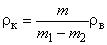 ρк = m / (m₁ − m₂) ρв